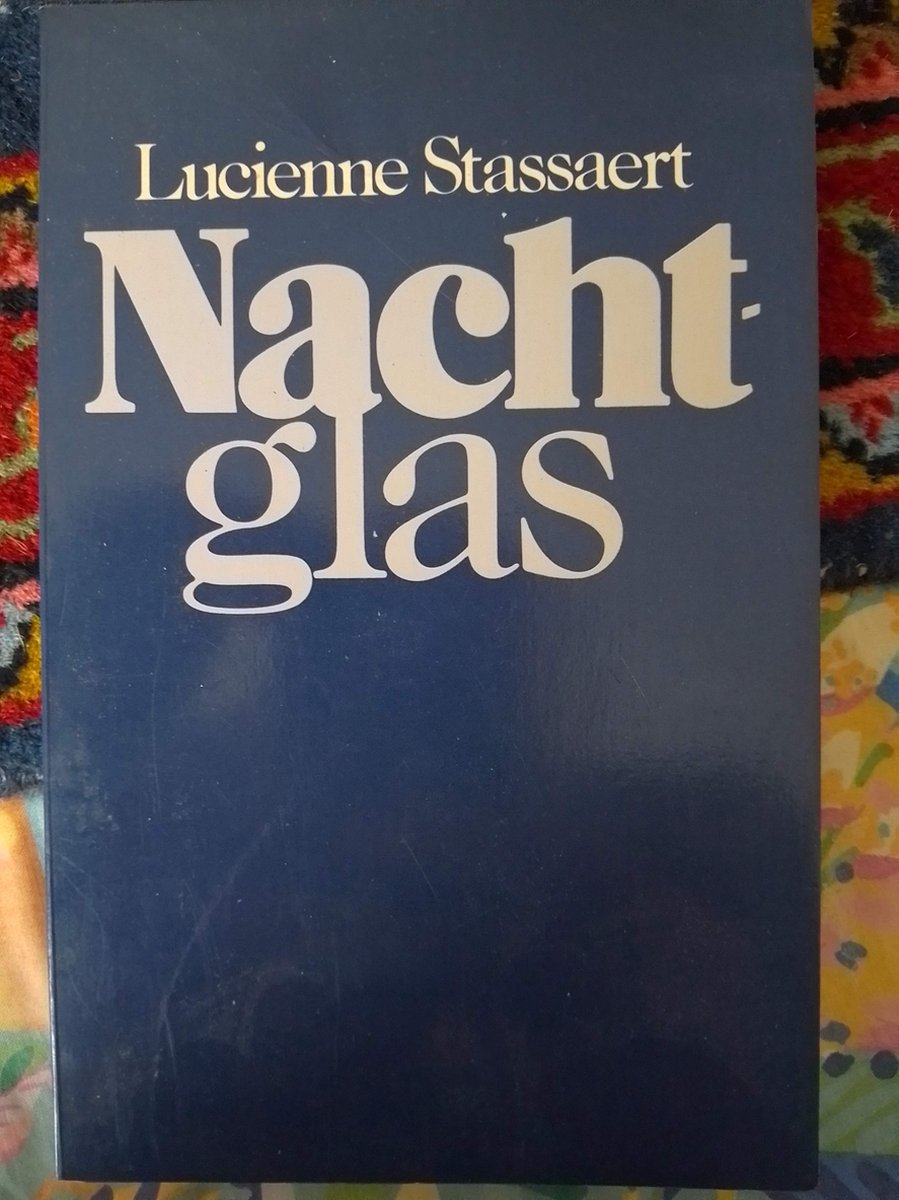 Lucienne Stassaert
Nacht-
glas